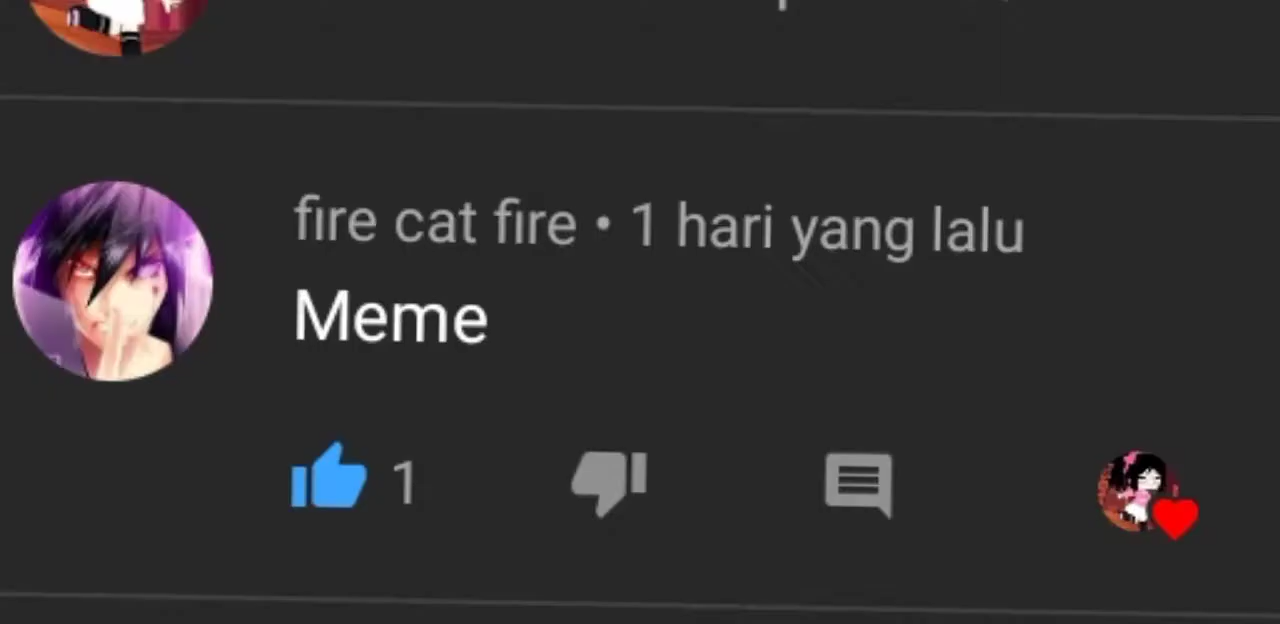 fire cat fire • 1 hari yang lalu
Meme
1